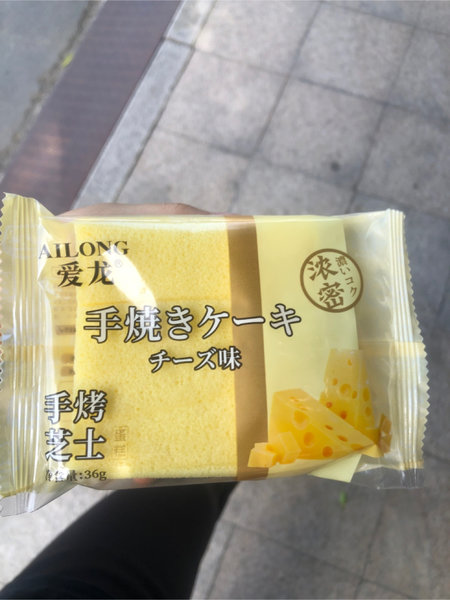 AILONG
爱龙®
濃いコク
浓密
手焼きケーキ
チーズ味
手烤
芝士
蛋糕
净含量:36g